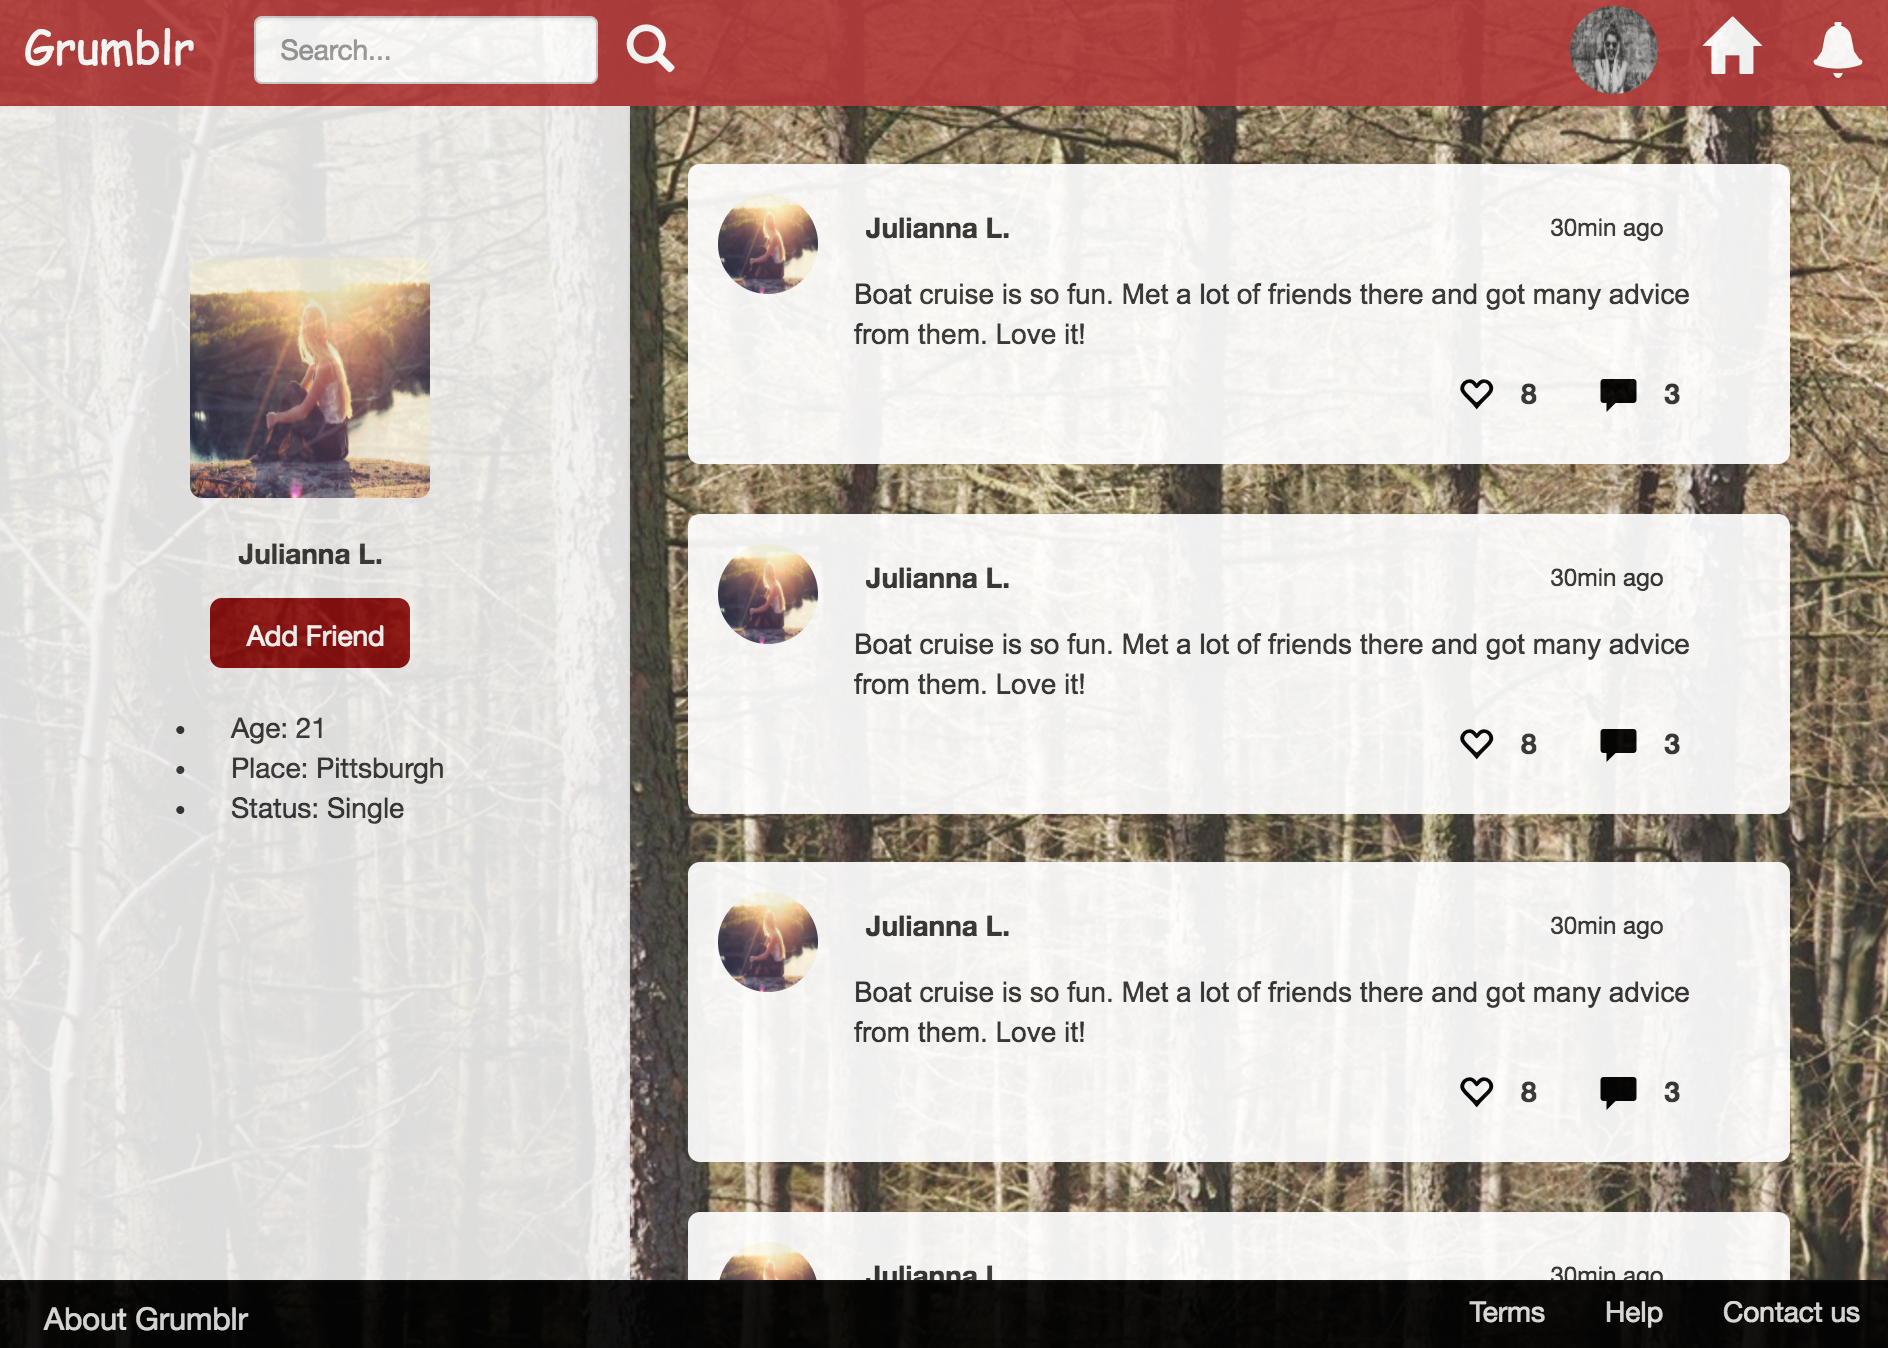 Grumblr
Search...
Julianna L.
Add Friend
• Age: 21
• Place: Pittsburgh
• Status: Single
Julianna L. 30min ago
Boat cruise is so fun. Met a lot of friends there and got many advice
from them. Love it!
8 3
Julianna L. 30min ago
Boat cruise is so fun. Met a lot of friends there and got many advice
from them. Love it!
8 3
Julianna L. 30min ago
Boat cruise is so fun. Met a lot of friends there and got many advice
from them. Love it!
8 3
Julianna L. 30min ago
About Grumblr Terms Help Contact us